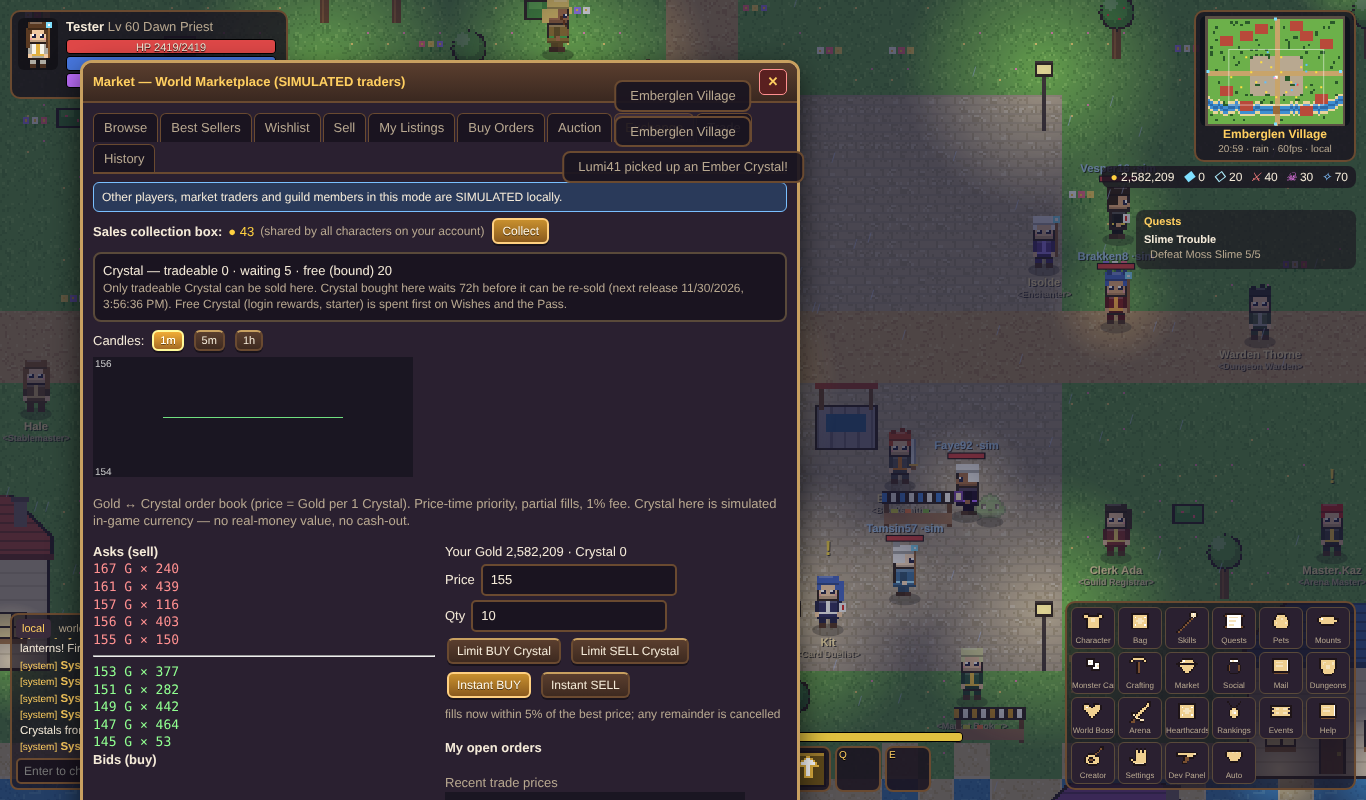 Tester Lv 60 Dawn Priest
HP 2419/2419
Market — World Marketplace (SIMULATED traders)
×
Emberglen Village
Emberglen Village
Lumi41 picked up an Ember Crystal!
Browse
Best Sellers
Wishlist
Sell
My Listings
Buy Orders
Auction
History
Other players, market traders and guild members in this mode are SIMULATED locally.
Sales collection box: 43 (shared by all characters on your account)
Collect
Crystal — tradeable 0 · waiting 5 · free (bound) 20
Only tradeable Crystal can be sold here. Crystal bought here waits 72h before it can be re-sold (next release 11/30/2026,
3:56:36 PM). Free Crystal (login rewards, starter) is spent first on Wishes and the Pass.
Candles: 1m 5m 1h
156
154
Gold ↔ Crystal order book (price = Gold per 1 Crystal). Price-time priority, partial fills, 1% fee. Crystal here is simulated
in-game currency — no real-money value, no cash-out.
Asks (sell)
167 G × 240
161 G × 439
157 G × 116
156 G × 403
155 G × 150
153 G × 377
151 G × 282
149 G × 442
147 G × 464
145 G × 53
Bids (buy)
Your Gold 2,582,209 · Crystal 0
Price 155
Qty 10
Limit BUY Crystal
Limit SELL Crystal
Instant BUY
Instant SELL
fills now within 5% of the best price; any remainder is cancelled
My open orders
Recent trade prices
Emberglen Village
20:59 · rain · 60fps · local
2,582,209 0 20 40 30 70
Quests
Slime Trouble
Defeat Moss Slime 5/5
Isolde
<Enchanter>
Warden Thorne
<Dungeon Warden>
Hale
<Stablemaster>
Faye92 ·sim
Tamsin57 ·sim
Kit
<Card Duelist>
Clerk Ada
<Guild Registrar>
Master Kaz
<Arena Master>
!
!
local
lanterns! Fi
[system] Sys
[system] Sys
[system] Sys
[system] Sys
Crystals fro
[system] Sys
Enter to ch
Q
E
Character
Bag
Skills
Quests
Pets
Mounts
Monster Ca
Crafting
Market
Social
Mail
Dungeons
World Boss
Arena
Hearthcards
Rankings
Events
Help
Creator
Settings
Dev Panel
Auto